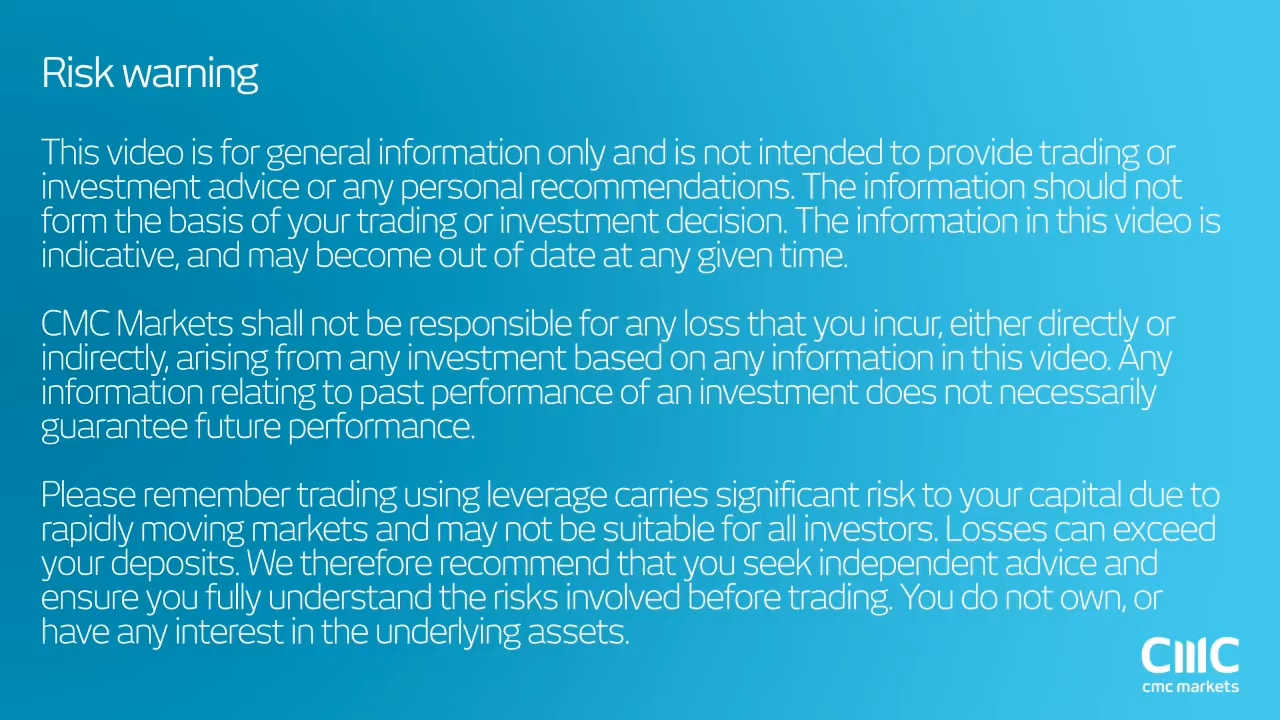 Risk warning
This video is for general information only and is not intended to provide trading or
investment advice or any personal recommendations. The information should not
form the basis of your trading or investment decision. The information in this video is
indicative, and may become out of date at any given time.
CMC Markets shall not be responsible for any loss that you incur, either directly or
indirectly, arising from any investment based on any information in this video. Any
information relating to past performance of an investment does not necessarily
guarantee future performance.
Please remember trading using leverage carries significant risk to your capital due to
rapidly moving markets and may not be suitable for all investors. Losses can exceed
your deposits. We therefore recommend that you seek independent advice and
ensure you fully understand the risks involved before trading. You do not own, or
have any interest in the underlying assets.
CMC
cmc markets